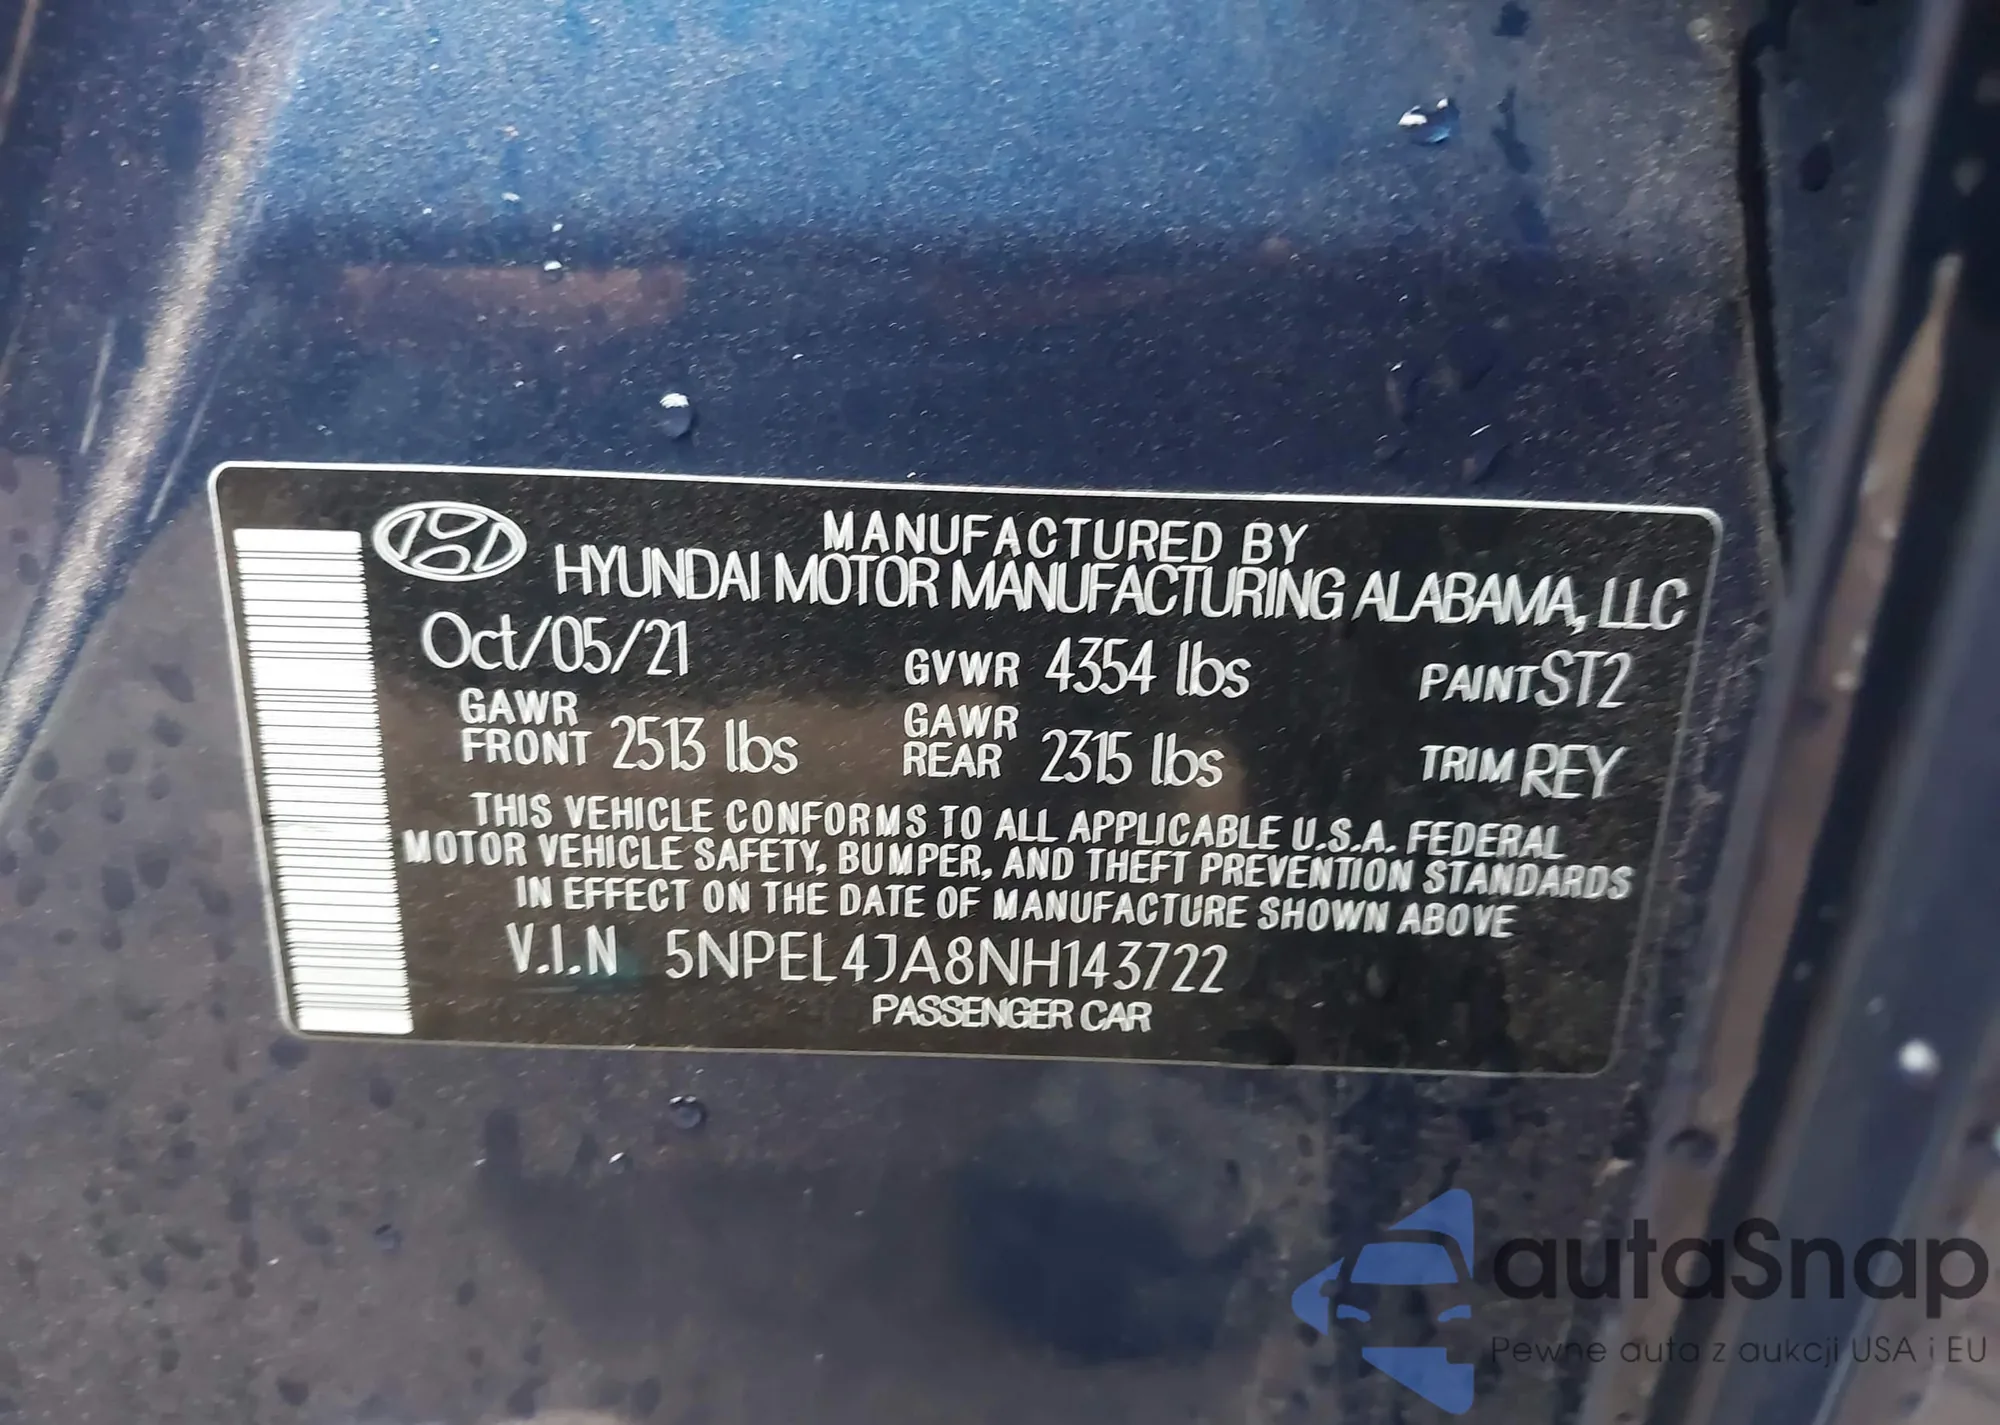 MANUFACTURED BY
HYUNDAI MOTOR MANUFACTURING ALABAMA, LLC
Oct/05/21 GVWR 4354 lbs PAINT ST2
GAWR FRONT 2513 lbs GAWR REAR 2315 lbs TRIM REY
THIS VEHICLE CONFORMS TO ALL APPLICABLE U.S.A. FEDERAL
MOTOR VEHICLE SAFETY, BUMPER, AND THEFT PREVENTION STANDARDS
IN EFFECT ON THE DATE OF MANUFACTURE SHOWN ABOVE
V.I.N 5NPEL4JA8NH143722
PASSENGER CAR
autaSnap
Pewne auta z aukcji USA i EU